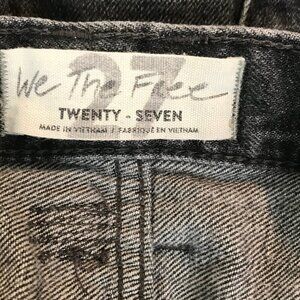 27
We The Free
TWENTY - SEVEN
MADE IN VIETNAM / FABRIQUÉ EN VIETNAM